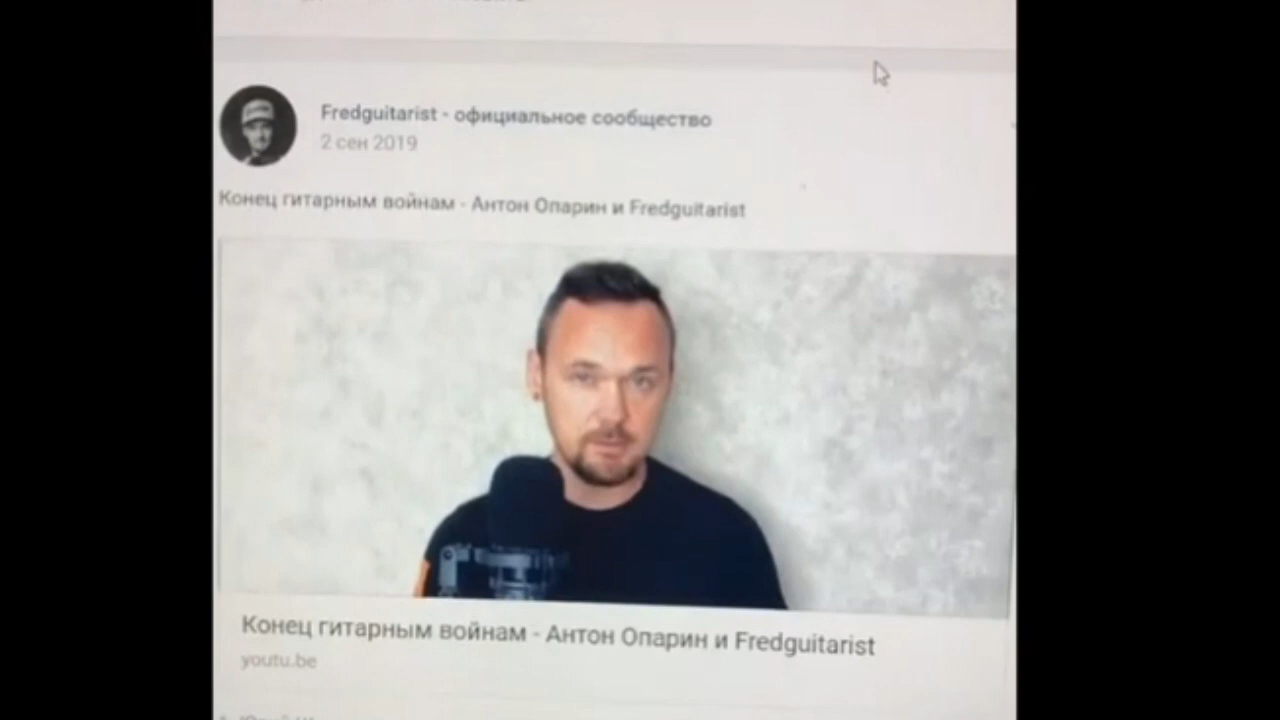 Fredguitarist - официальное сообщество
2 сен 2019
Конец гитарным войнам - Антон Опарин и Fredguitarist
Конец гитарным войнам - Антон Опарин и Fredguitarist
youtu.be